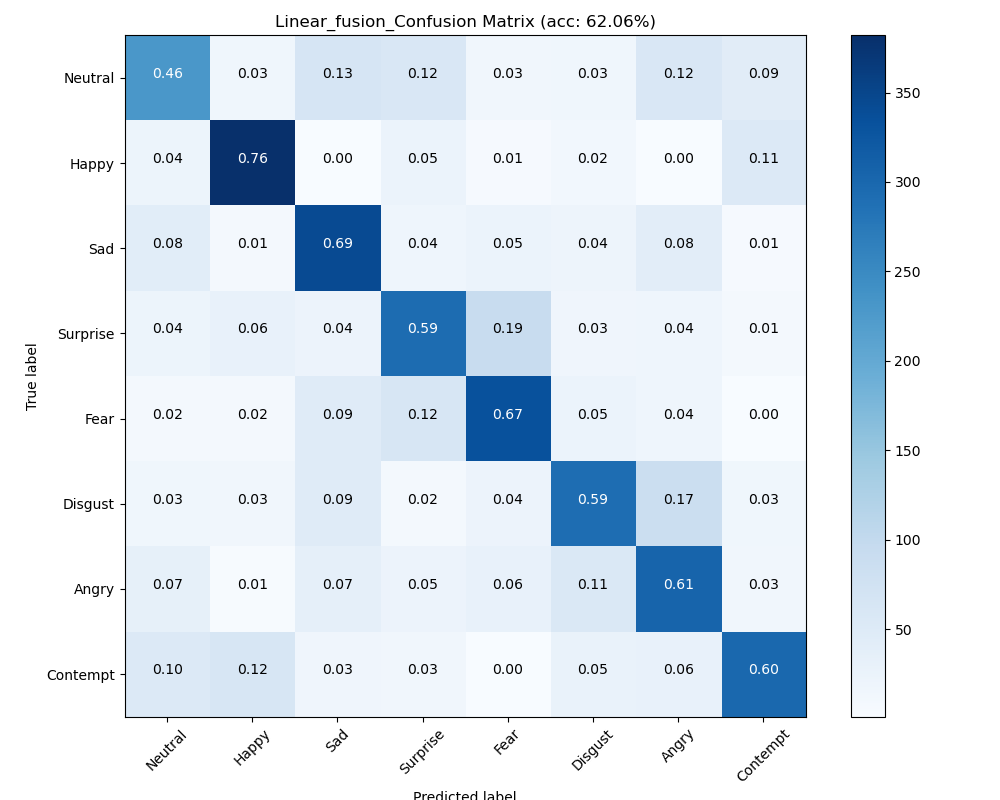 Linear_fusion_Confusion Matrix (acc: 62.06%)
Neutral 0.46 0.03 0.13 0.12 0.03 0.03 0.12 0.09
Happy 0.04 0.76 0.00 0.05 0.01 0.02 0.00 0.11
Sad 0.08 0.01 0.69 0.04 0.05 0.04 0.08 0.01
Surprise 0.04 0.06 0.04 0.59 0.19 0.03 0.04 0.01
Fear 0.02 0.02 0.09 0.12 0.67 0.05 0.04 0.00
Disgust 0.03 0.03 0.09 0.02 0.04 0.59 0.17 0.03
Angry 0.07 0.01 0.07 0.05 0.06 0.11 0.61 0.03
Contempt 0.10 0.12 0.03 0.03 0.00 0.05 0.06 0.60
True label
Neutral Happy Sad Surprise Fear Disgust Angry Contempt
Predicted label
350
300
250
200
150
100
50